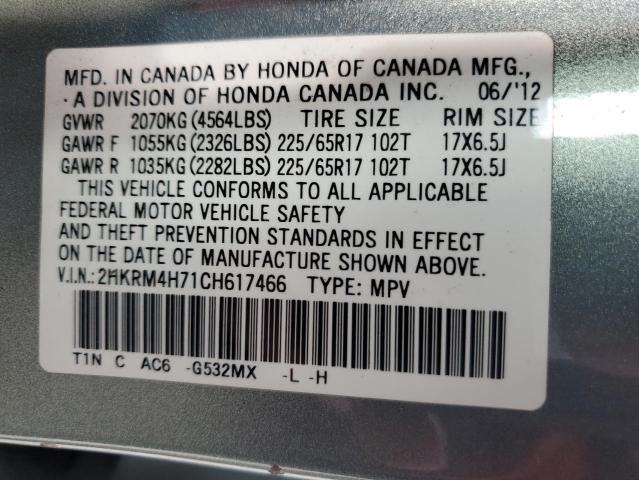 MFD. IN CANADA BY HONDA OF CANADA MFG.,
A DIVISION OF HONDA CANADA INC. 06/'12
GVWR 2070KG (4564LBS) TIRE SIZE RIM SIZE
GAWR F 1055KG (2326LBS) 225/65R17 102T 17X6.5J
GAWR R 1035KG (2282LBS) 225/65R17 102T 17X6.5J
THIS VEHICLE CONFORMS TO ALL APPLICABLE
FEDERAL MOTOR VEHICLE SAFETY
AND THEFT PREVENTION STANDARDS IN EFFECT
ON THE DATE OF MANUFACTURE SHOWN ABOVE.
V.I.N.: 2HKRM4H71CH617466 TYPE: MPV
T1N C AC6 -G532MX -L -H